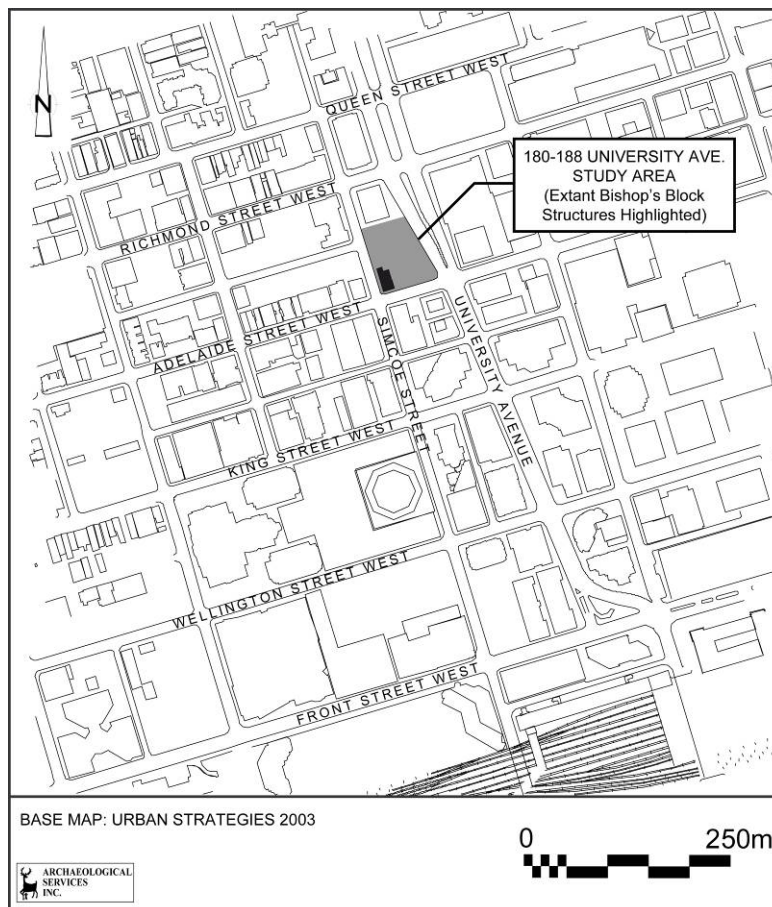 N
QUEEN STREET WEST
180-188 UNIVERSITY AVE.
STUDY AREA
(Extant Bishop's Block
Structures Highlighted)
RICHMOND STREET WEST
ADELAIDE STREET WEST
SIMCOE STREET
UNIVERSITY AVENUE
KING STREET WEST
WELLINGTON STREET WEST
FRONT STREET WEST
BASE MAP: URBAN STRATEGIES 2003
0 250m
ARCHAEOLOGICAL
SERVICES
INC.